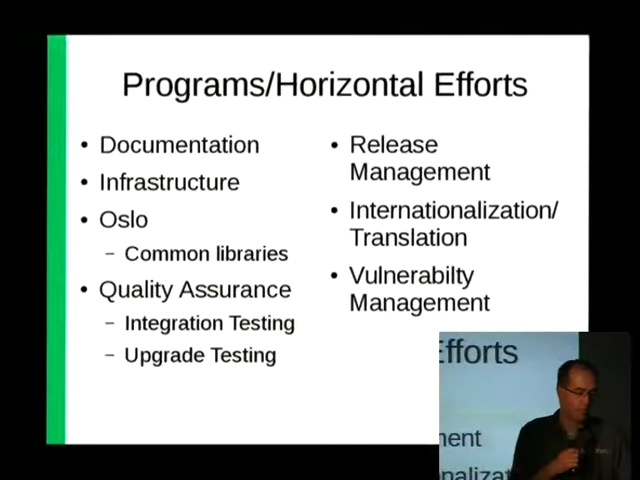 Programs/Horizontal Efforts
• Documentation
• Infrastructure
• Oslo
– Common libraries
• Quality Assurance
– Integration Testing
– Upgrade Testing
• Release
Management
• Internationalization/
Translation
• Vulnerabilty
Management
Efforts
ment
nalizat